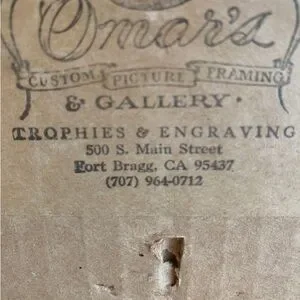 Omar's
CUSTOM PICTURE FRAMING
& GALLERY •
TROPHIES & ENGRAVING
500 S. Main Street
Fort Bragg, CA 95437
(707) 964-0712